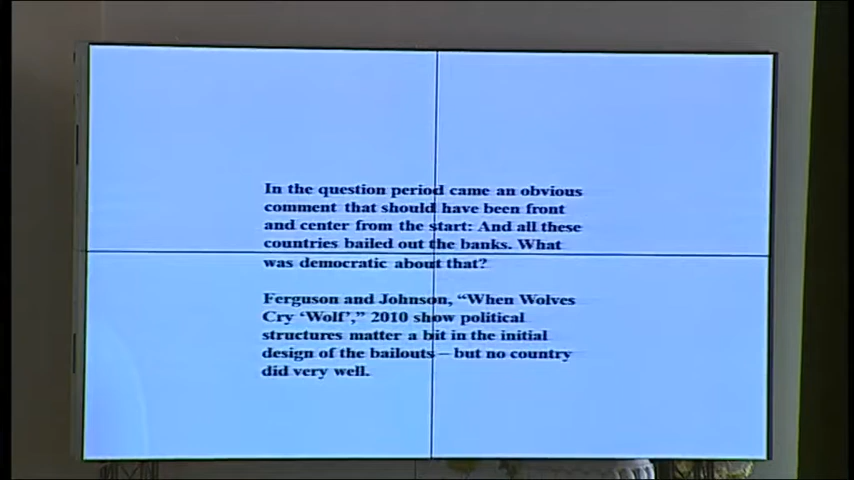 In the question period came an obvious
comment that should have been front
and center from the start: And all these
countries bailed out the banks. What
was democratic about that?
Ferguson and Johnson, “When Wolves
Cry ‘Wolf’,” 2010 show political
structures matter a bit in the initial
design of the bailouts – but no country
did very well.